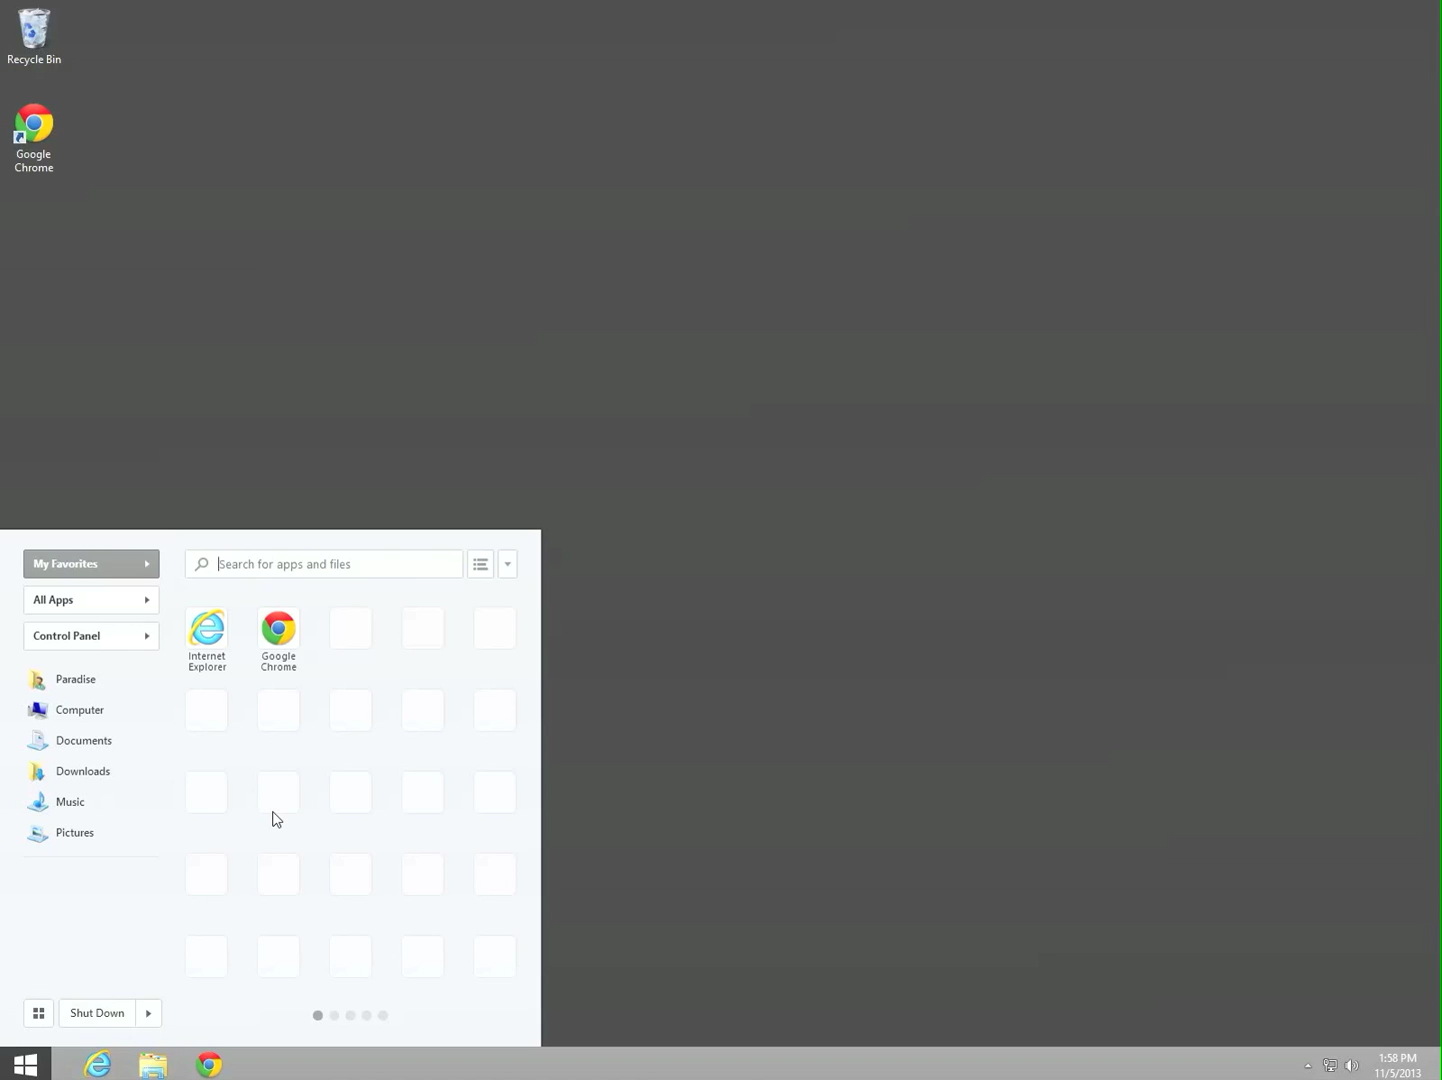 Recycle Bin
Google
Chrome
My Favorites
Search for apps and files
All Apps
Control Panel
Internet
Explorer
Google
Chrome
Paradise
Computer
Documents
Downloads
Music
Pictures
Shut Down
1:58 PM
11/5/2013